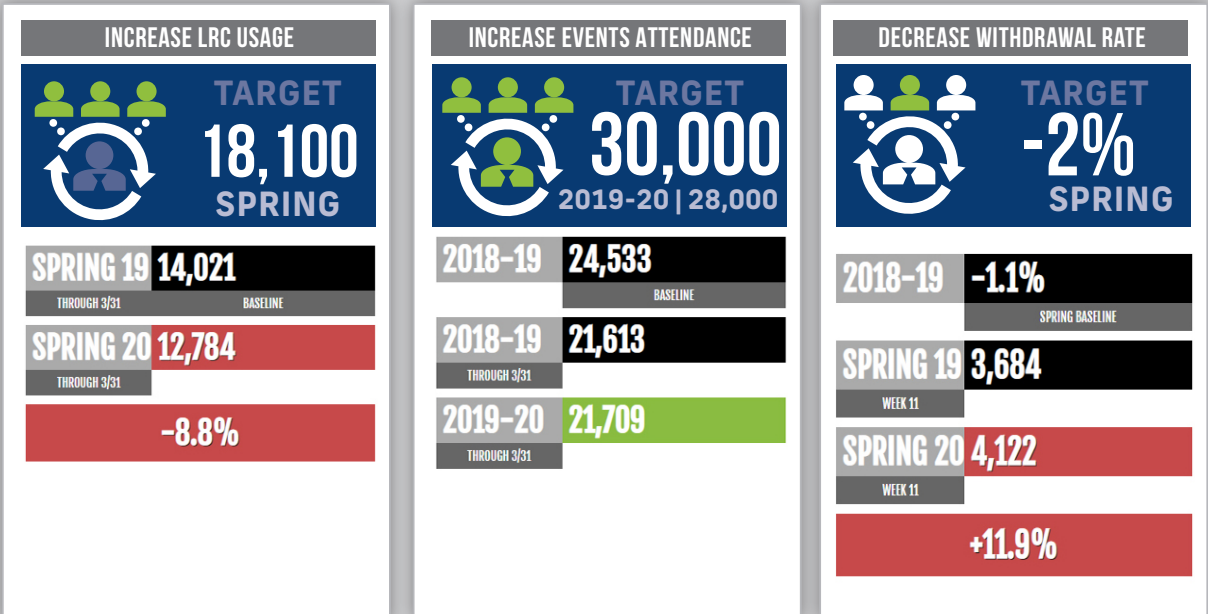 INCREASE LRC USAGE
TARGET
18,100
SPRING
SPRING 19 14,021
THROUGH 3/31 BASELINE
SPRING 20 12,784
THROUGH 3/31
-8.8%
INCREASE EVENTS ATTENDANCE
TARGET
30,000
2019-20 | 28,000
2018-19 24,533
BASELINE
2018-19 21,613
THROUGH 3/31
2019-20 21,709
THROUGH 3/31
DECREASE WITHDRAWAL RATE
TARGET
-2%
SPRING
2018-19 -1.1%
SPRING BASELINE
SPRING 19 3,684
WEEK 11
SPRING 20 4,122
WEEK 11
+11.9%